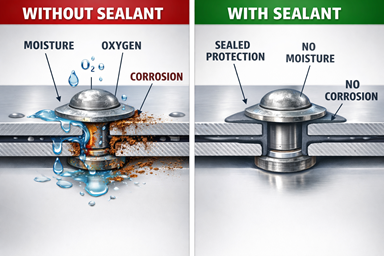 WITHOUT SEALANT
MOISTURE
OXYGEN
O2
CORROSION
WITH SEALANT
SEALED
PROTECTION
NO
MOISTURE
NO
CORROSION